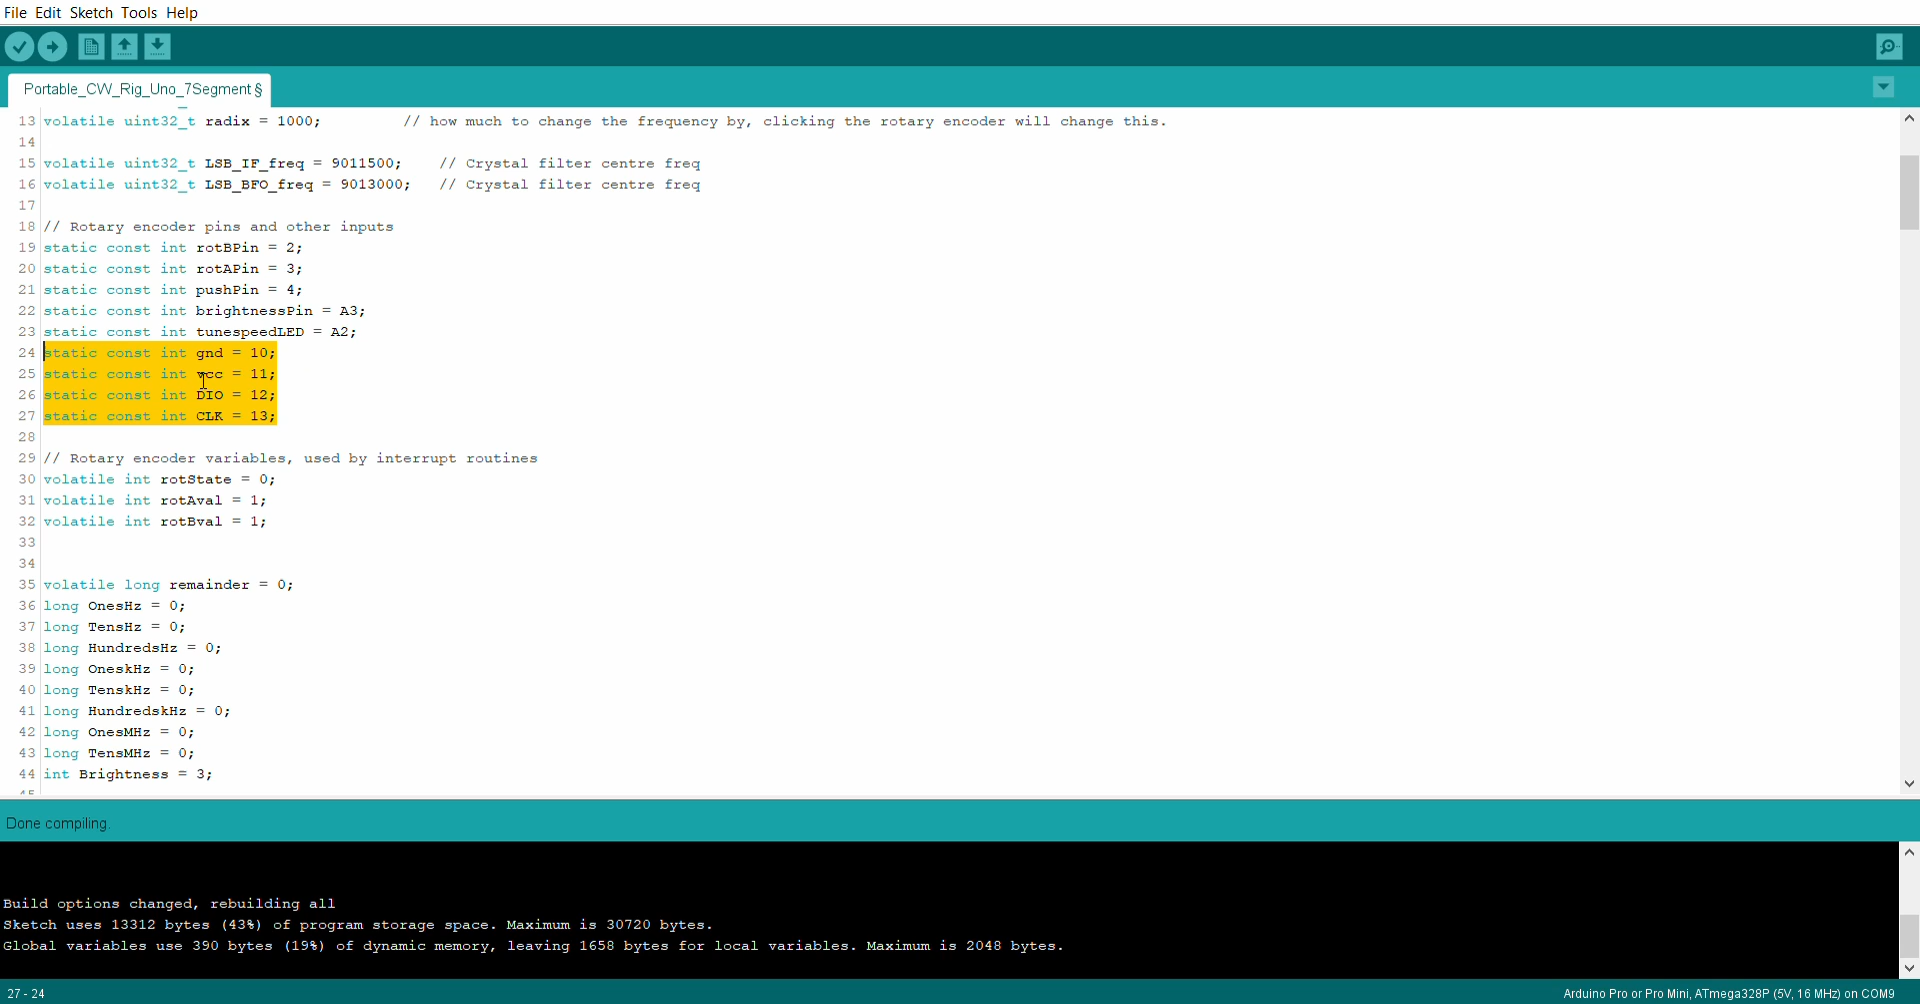 File Edit Sketch Tools Help
Portable_CW_Rig_Uno_7Segment §
13 volatile uint32_t radix = 1000;         // how much to change the frequency by, clicking the rotary encoder will change this.
14
15 volatile uint32_t LSB_IF_freq = 9011500;    // Crystal filter centre freq
16 volatile uint32_t LSB_BFO_freq = 9013000;   // Crystal filter centre freq
17
18 // Rotary encoder pins and other inputs
19 static const int rotBPin = 2;
20 static const int rotAPin = 3;
21 static const int pushPin = 4;
22 static const int brightnessPin = A3;
23 static const int tunespeedLED = A2;
24 static const int gnd = 10;
25 static const int vcc = 11;
26 static const int DIO = 12;
27 static const int CLK = 13;
28
29 // Rotary encoder variables, used by interrupt routines
30 volatile int rotState = 0;
31 volatile int rotAval = 1;
32 volatile int rotBval = 1;
33
34
35 volatile long remainder = 0;
36 long OnesHz = 0;
37 long TensHz = 0;
38 long HundredsHz = 0;
39 long OneskHz = 0;
40 long TenskHz = 0;
41 long HundredskHz = 0;
42 long OnesMHz = 0;
43 long TensMHz = 0;
44 int Brightness = 3;
45
Done compiling.
Build options changed, rebuilding all
Sketch uses 13312 bytes (43%) of program storage space. Maximum is 30720 bytes.
Global variables use 390 bytes (19%) of dynamic memory, leaving 1658 bytes for local variables. Maximum is 2048 bytes.
27 - 24
Arduino Pro or Pro Mini, ATmega328P (5V, 16 MHz) on COM9